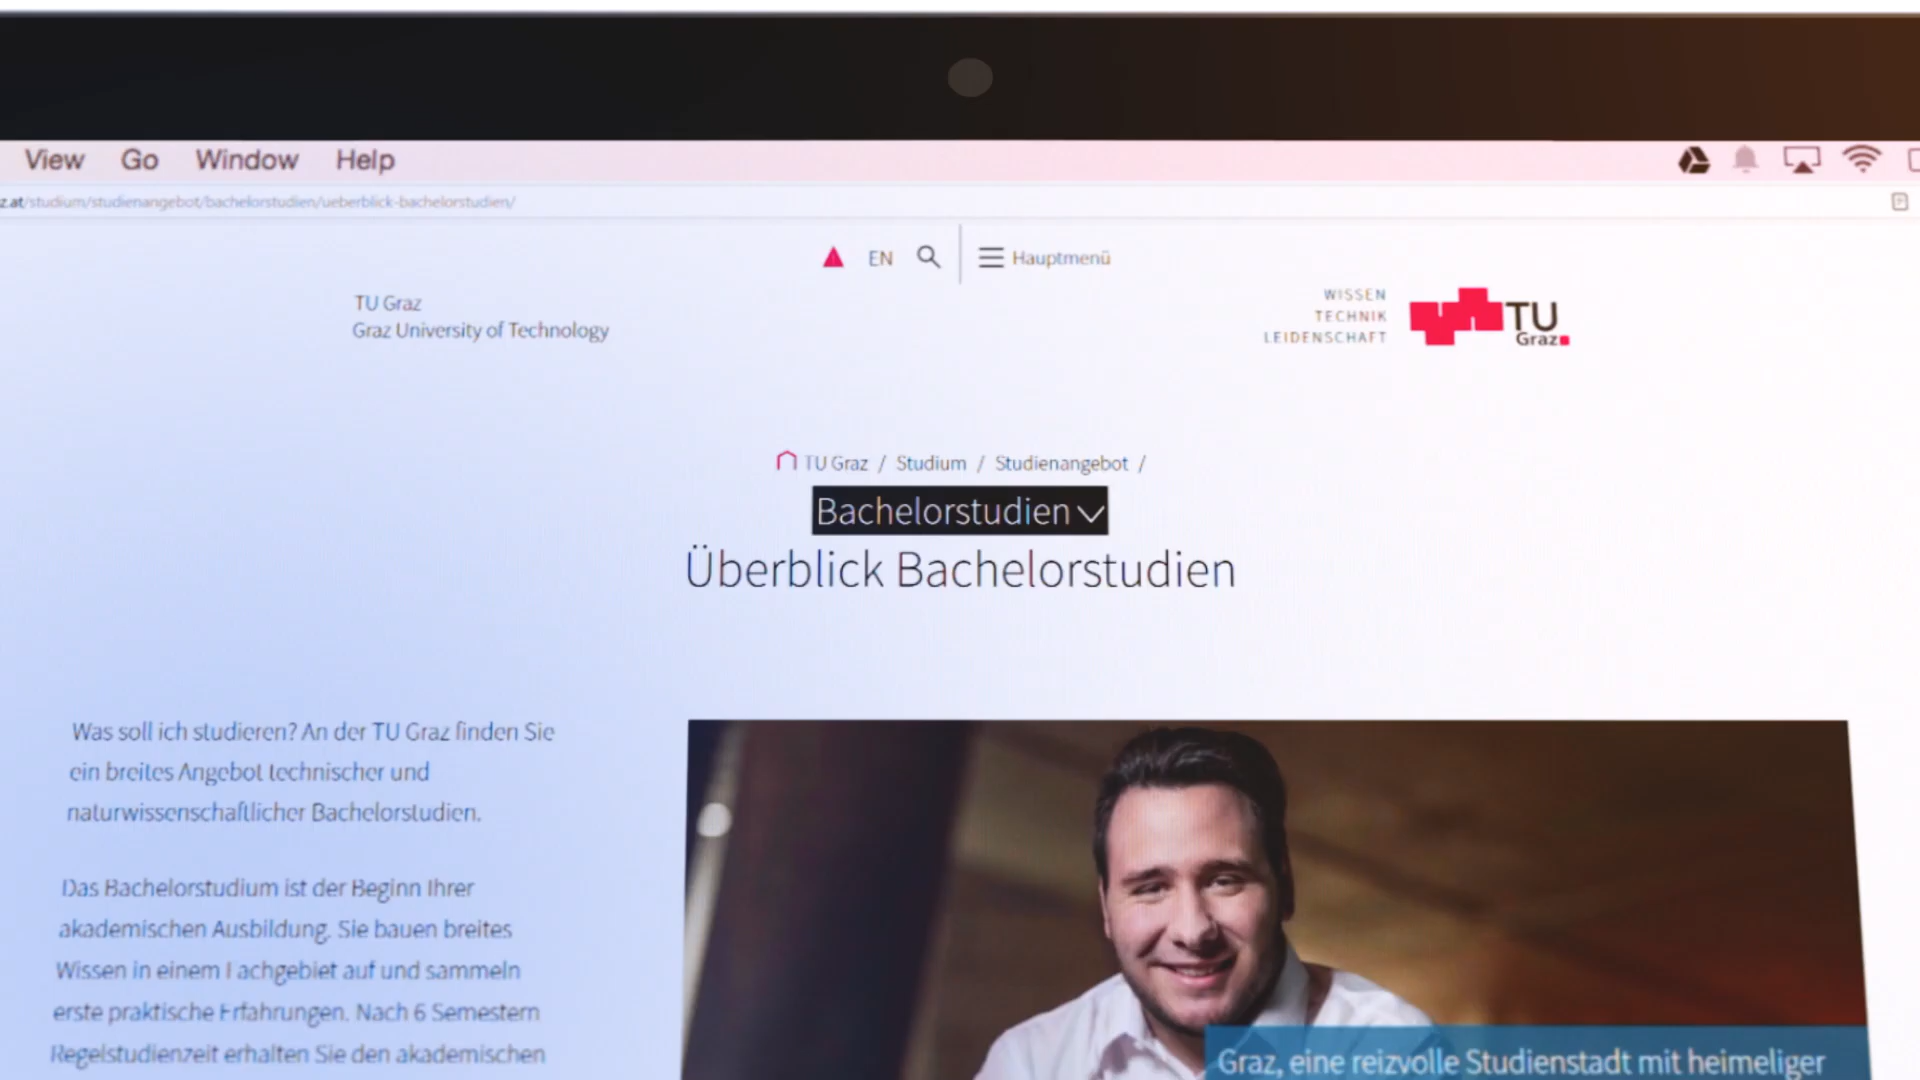 View Go Window Help
z.at/studium/studienangebot/bachelorstudien/ueberblick-bachelorstudien/
EN
Hauptmenü
TU Graz
Graz University of Technology
WISSEN
TECHNIK
LEIDENSCHAFT
TU
Graz
TU Graz / Studium / Studienangebot /
Bachelorstudien
Überblick Bachelorstudien
Was soll ich studieren? An der TU Graz finden Sie
ein breites Angebot technischer und
naturwissenschaftlicher Bachelorstudien.
Das Bachelorstudium ist der Beginn Ihrer
akademischen Ausbildung. Sie bauen breites
Wissen in einem Fachgebiet auf und sammeln
erste praktische Erfahrungen. Nach 6 Semestern
Regelstudienzeit erhalten Sie den akademischen
Graz, eine reizvolle Studienstadt mit heimeliger